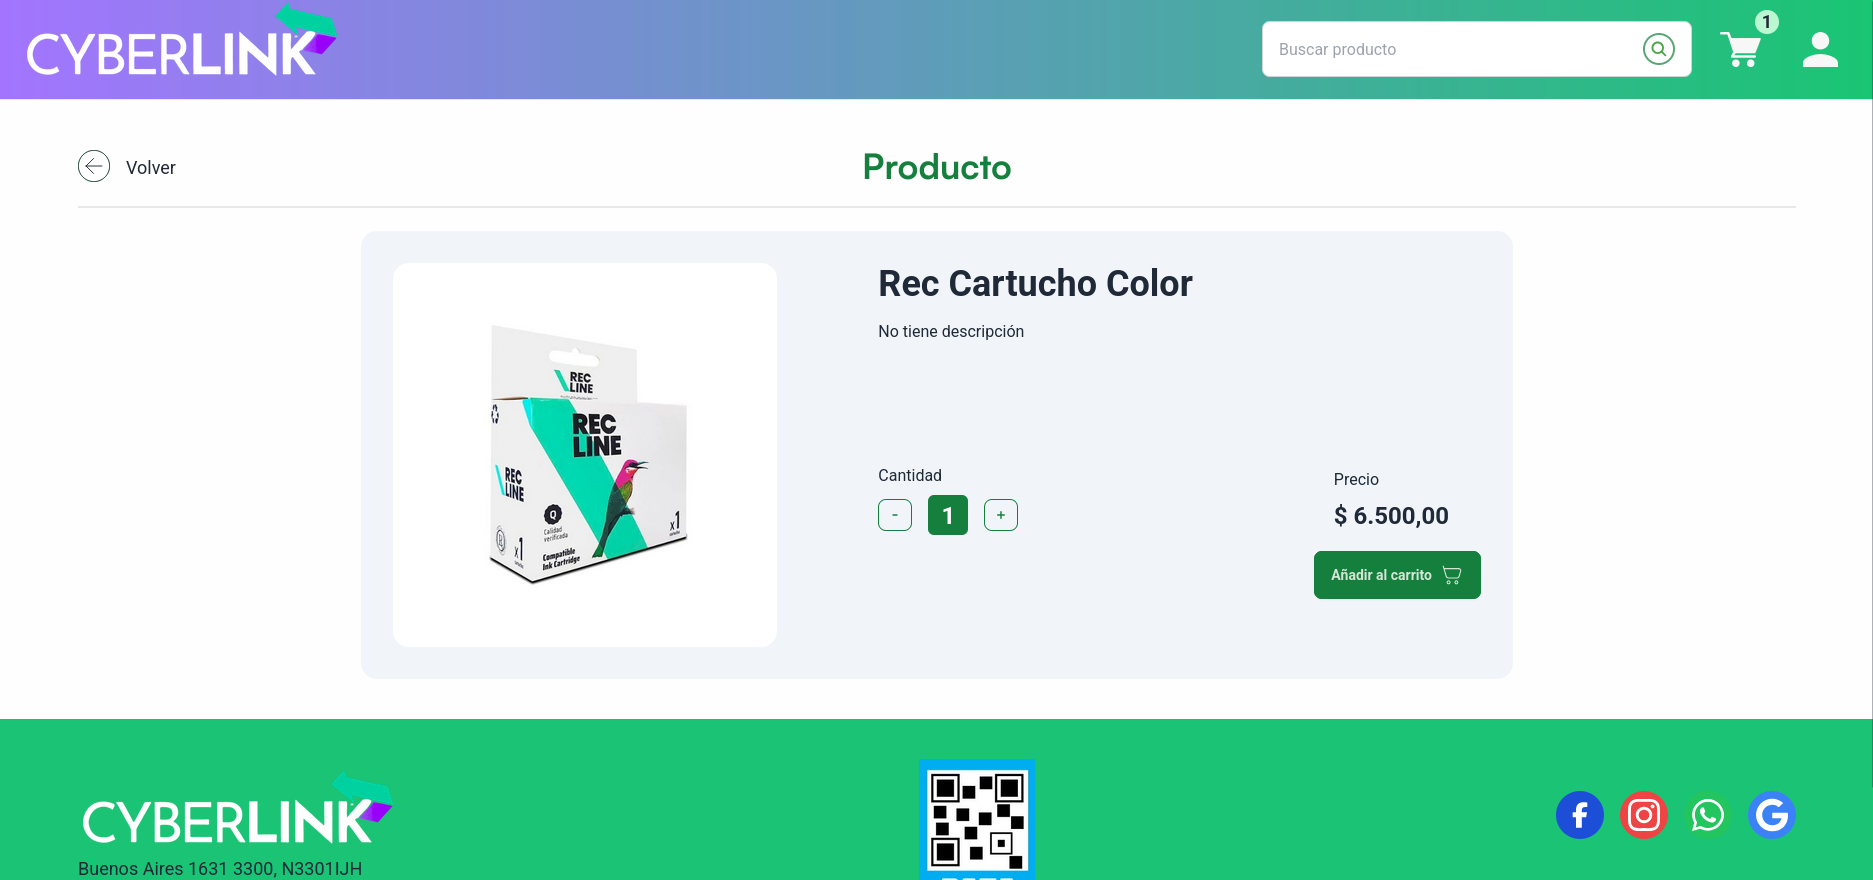 CYBERLINK
Buscar producto
1
Volver
Producto
Rec Cartucho Color
No tiene descripción
REC
LINE
REC
LINE
REC
LINE
Q
Calidad
verificada
x1
Compatible
Ink Cartridge
x1
Cantidad
- 1 +
Precio
$ 6.500,00
Añadir al carrito
CYBERLINK
Buenos Aires 1631 3300, N3301IJH